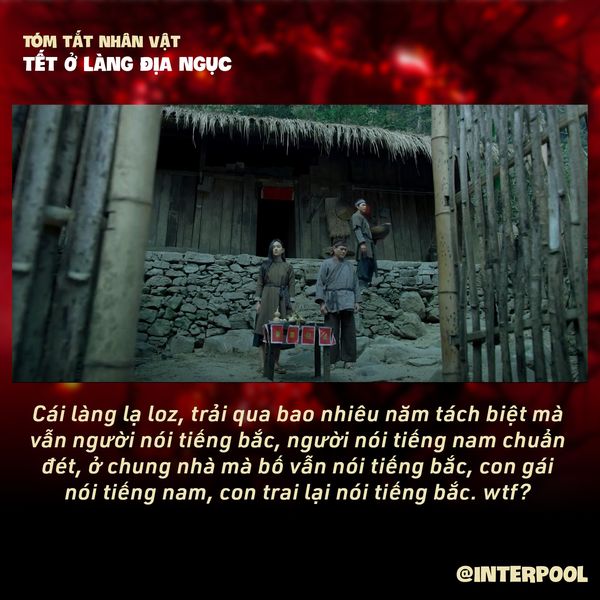 TÓM TẮT NHÂN VẬT
TẾT Ở LÀNG ĐỊA NGỤC
Cái làng lạ loz, trải qua bao nhiêu năm tách biệt mà
vẫn người nói tiếng bắc, người nói tiếng nam chuẩn
đét, ở chung nhà mà bố vẫn nói tiếng bắc, con gái
nói tiếng nam, con trai lại nói tiếng bắc. wtf?
@INTERPOOL